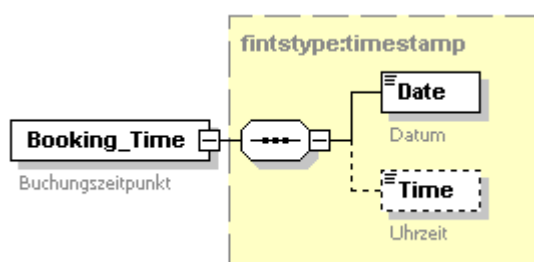 fintstype:timestamp
Date
Datum
Booking_Time
Buchungszeitpunkt
Time
Uhrzeit